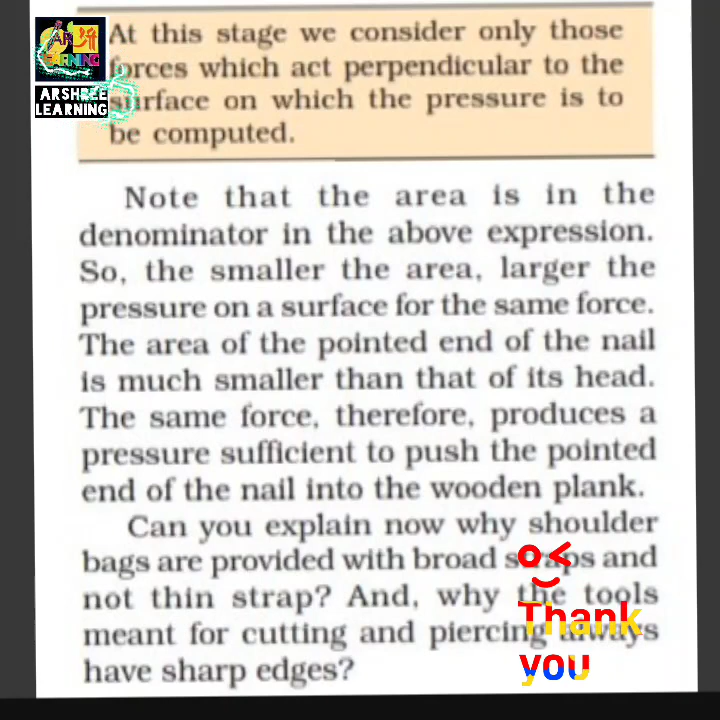 At this stage we consider only those
forces which act perpendicular to the
surface on which the pressure is to
be computed.
ARSHREE
LEARNING
Note that the area is in the
denominator in the above expression.
So, the smaller the area, larger the
pressure on a surface for the same force.
The area of the pointed end of the nail
is much smaller than that of its head.
The same force, therefore, produces a
pressure sufficient to push the pointed
end of the nail into the wooden plank.
Can you explain now why shoulder
bags are provided with broad straps and
not thin strap? And, why the tools
meant for cutting and piercing always
have sharp edges?
Thank
you